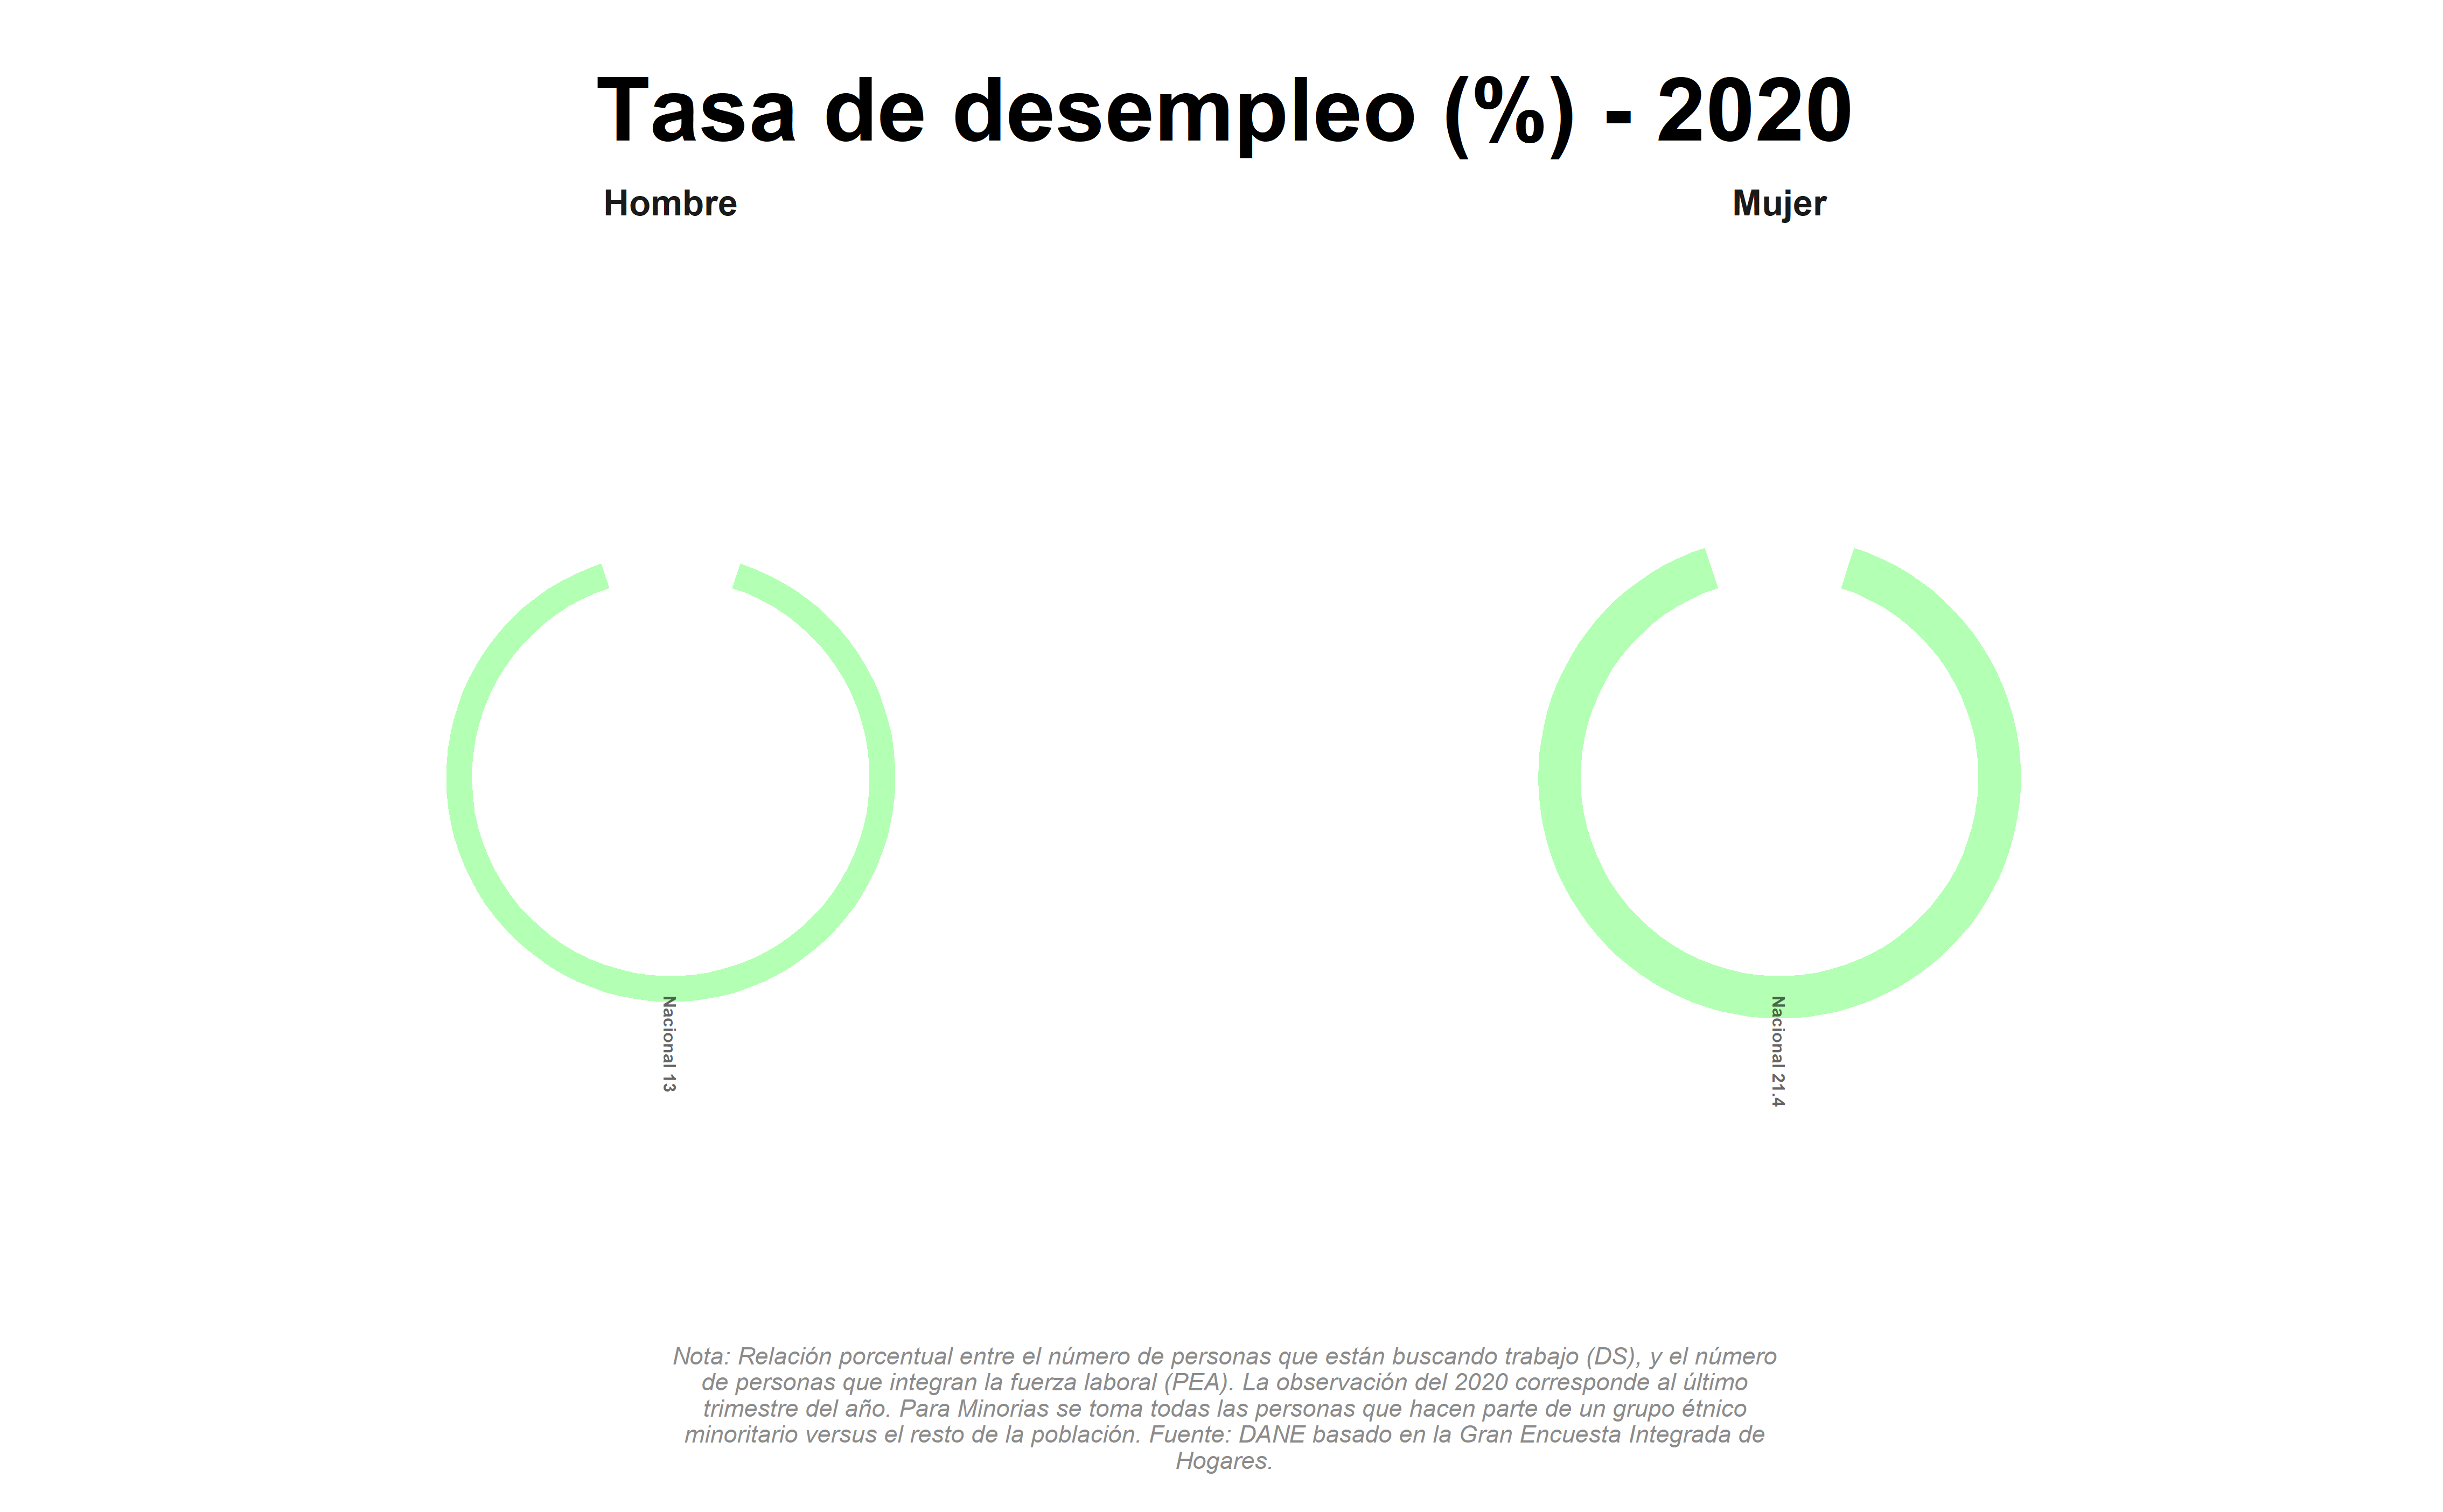 Tasa de desempleo (%) - 2020
Hombre
Mujer
Nacional 13
Nacional 21.4
Nota: Relación porcentual entre el número de personas que están buscando trabajo (DS), y el número
de personas que integran la fuerza laboral (PEA). La observación del 2020 corresponde al último
trimestre del año. Para Minorias se toma todas las personas que hacen parte de un grupo étnico
minoritario versus el resto de la población. Fuente: DANE basado en la Gran Encuesta Integrada de
Hogares.